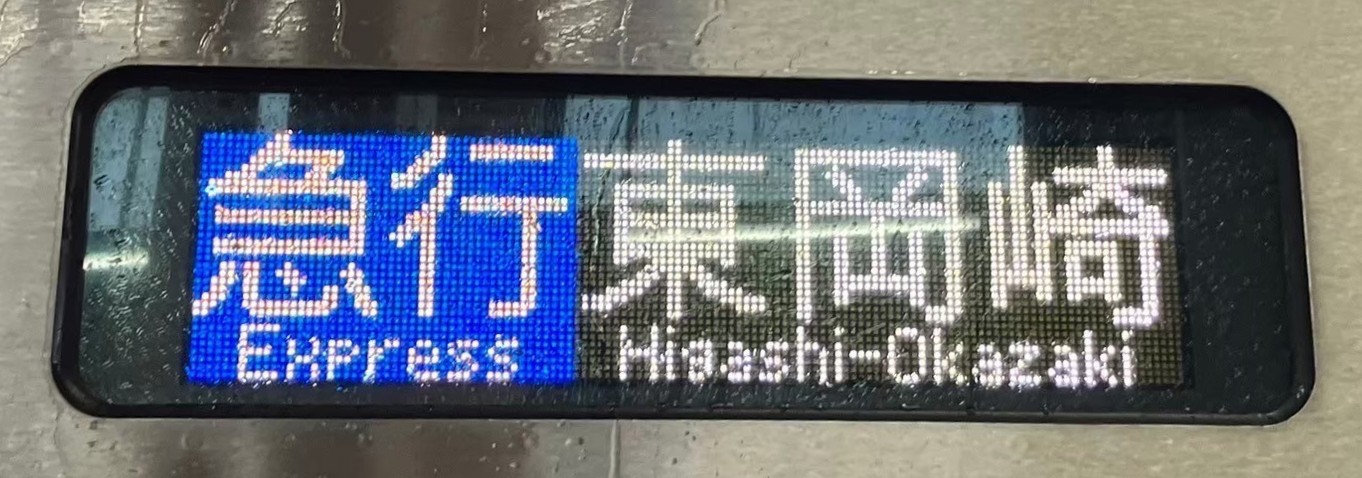 急行 東岡崎
Express Higashi-Okazaki